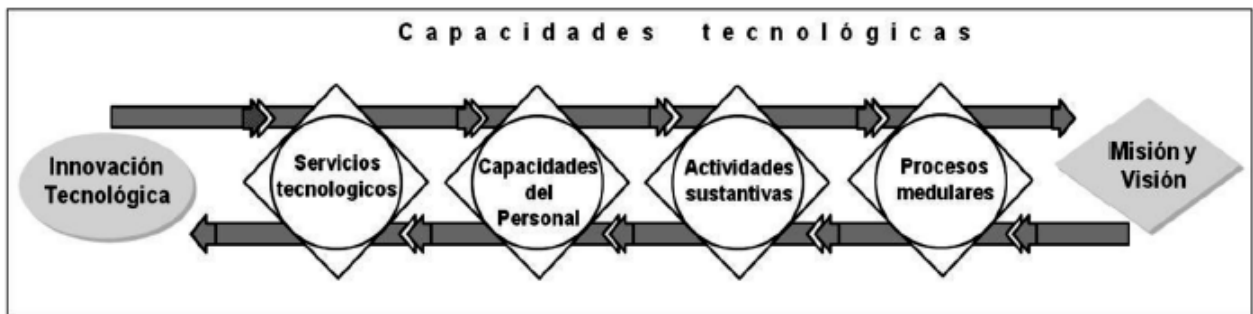 Capacidades tecnológicas
Innovación
Tecnológica
Servicios
tecnologicos
Capacidades
del
Personal
Actividades
sustantivas
Procesos
medulares
Misión y
Visión